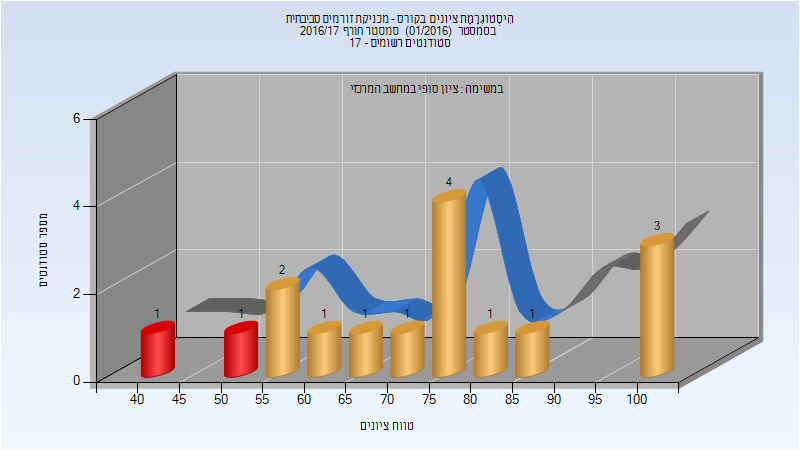 היסטוגרמת ציונים בקורס - מכניקת זורמים סביבתית
בסמסטר (01/2016) סמסטר חורף 2016/17
סטודנטים רשומים - 17
במשימה : ציון סופי במחשב המרכזי
מספר סטודנטים
6
4
2
0
1
1
2
1
1
1
4
1
1
3
40 45 50 55 60 65 70 75 80 85 90 95 100
טווח ציונים